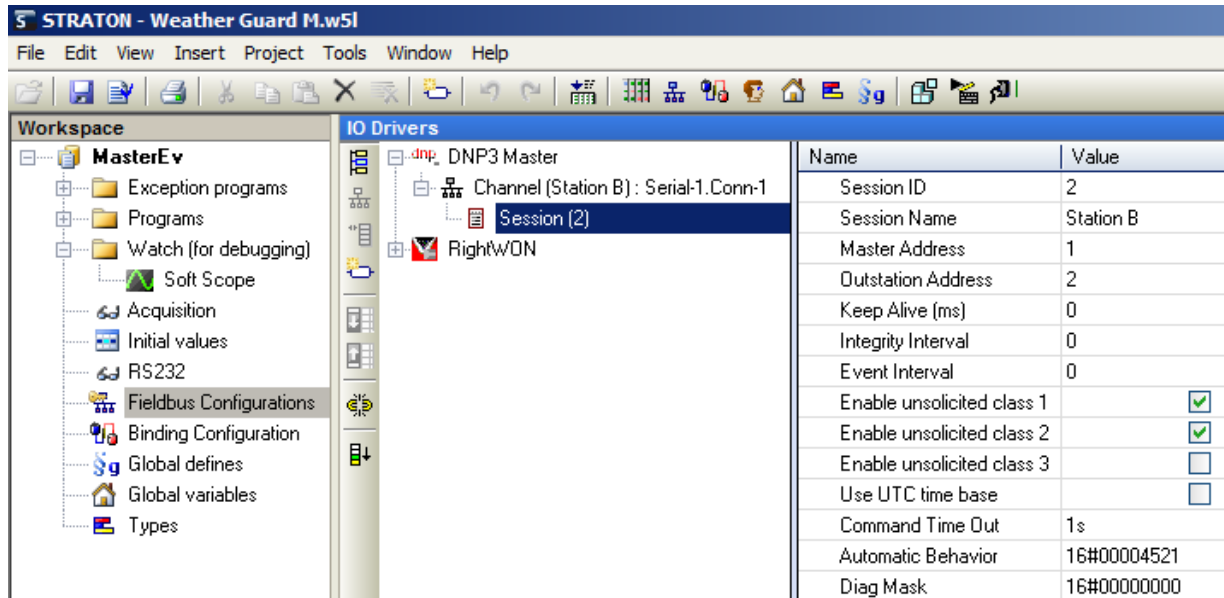 STRATON - Weather Guard M.w5l
File Edit View Insert Project Tools Window Help
§g
Workspace
IO Drivers
MasterEv
Exception programs
Programs
Watch (for debugging)
Soft Scope
Acquisition
Initial values
RS232
Fieldbus Configurations
Binding Configuration
§g Global defines
Global variables
Types
dnp DNP3 Master
Channel (Station B) : Serial-1.Conn-1
Session (2)
RightWON
Name Value
Session ID 2
Session Name Station B
Master Address 1
Outstation Address 2
Keep Alive (ms) 0
Integrity Interval 0
Event Interval 0
Enable unsolicited class 1
Enable unsolicited class 2
Enable unsolicited class 3
Use UTC time base
Command Time Out 1s
Automatic Behavior 16#00004521
Diag Mask 16#00000000